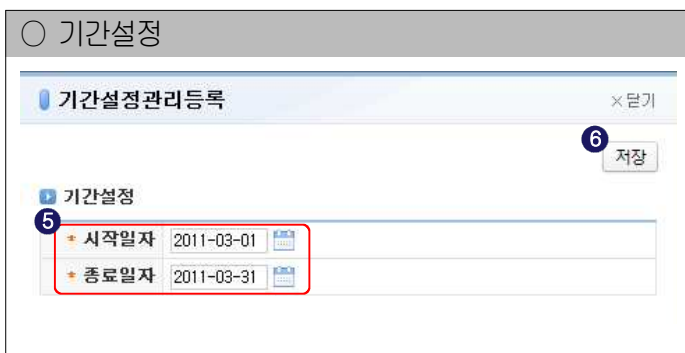 ○ 기간설정
기간설정관리등록 ×닫기
6 저장
기간설정
5
* 시작일자 2011-03-01
* 종료일자 2011-03-31